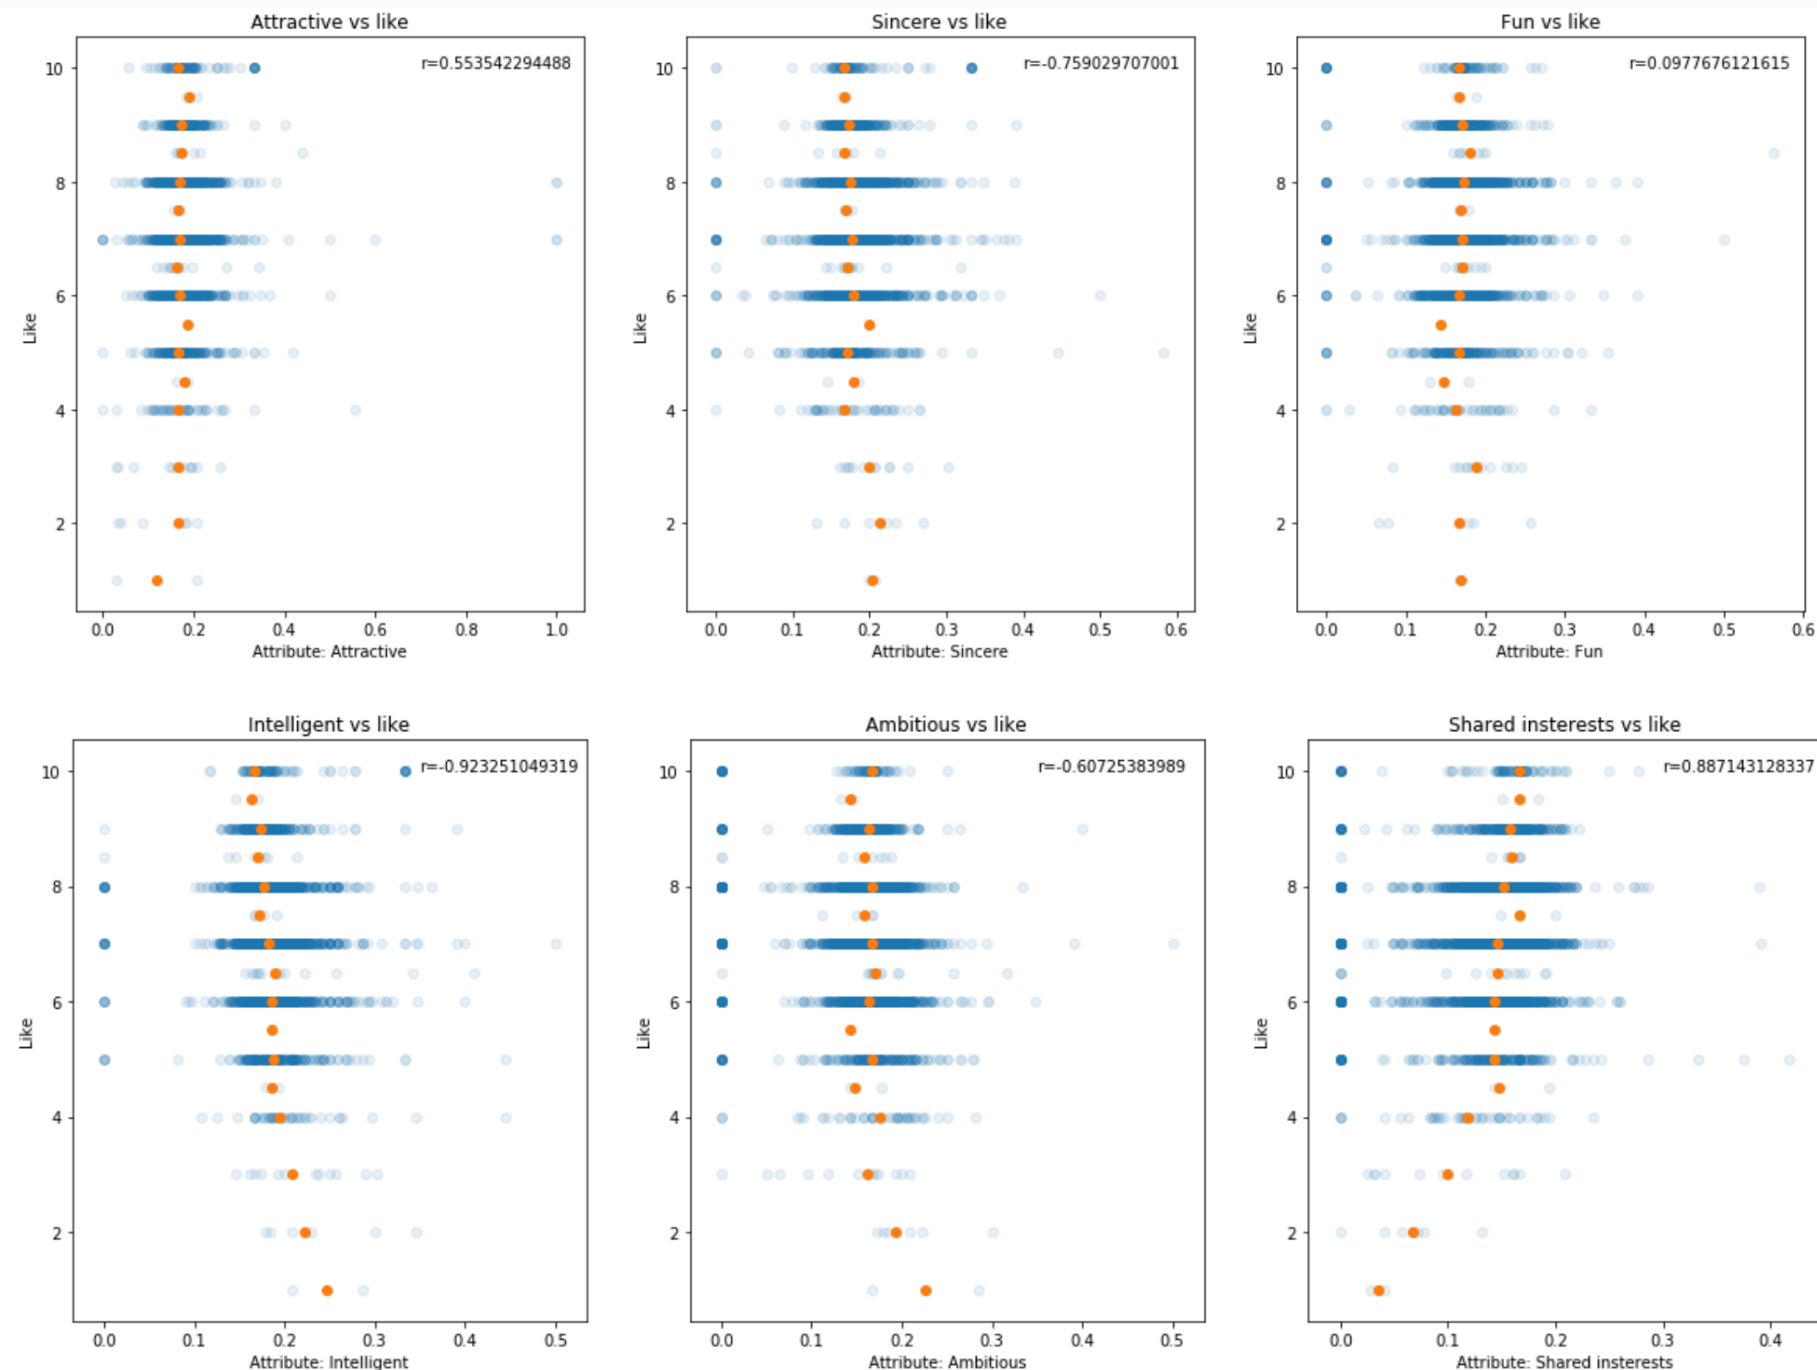 Attractive vs like
r=0.553542294488
10
8
6
4
2
Like
0.0 0.2 0.4 0.6 0.8 1.0
Attribute: Attractive
Sincere vs like
r=-0.759029707001
10
8
6
4
2
Like
0.0 0.1 0.2 0.3 0.4 0.5 0.6
Attribute: Sincere
Fun vs like
r=0.0977676121615
10
8
6
4
2
Like
0.0 0.1 0.2 0.3 0.4 0.5 0.6
Attribute: Fun
Intelligent vs like
r=-0.923251049319
10
8
6
4
2
Like
0.0 0.1 0.2 0.3 0.4 0.5
Attribute: Intelligent
Ambitious vs like
r=-0.60725383989
10
8
6
4
2
Like
0.0 0.1 0.2 0.3 0.4 0.5
Attribute: Ambitious
Shared insterests vs like
r=0.887143128337
10
8
6
4
2
Like
0.0 0.1 0.2 0.3 0.4
Attribute: Shared insterests